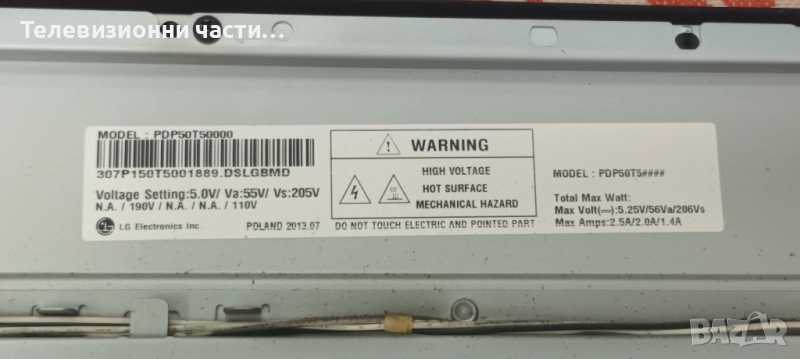 Телевизионни части...
MODEL : PDP50T50000
307P150T5001889.DSLGBMD
Voltage Setting:5.0V/ Va:55V/ Vs:205V
N.A. / 190V / N.A. / N.A. / 110V
LG Electronics Inc.
POLAND 2013.07
WARNING
HIGH VOLTAGE
HOT SURFACE
MECHANICAL HAZARD
DO NOT TOUCH ELECTRIC AND POINTED PART
MODEL : PDP50T5####
Total Max Watt:
Max Volt(⎓):5.25V/56Va/206Vs
Max Amps:2.5A/2.0A/1.4A
BAZAR